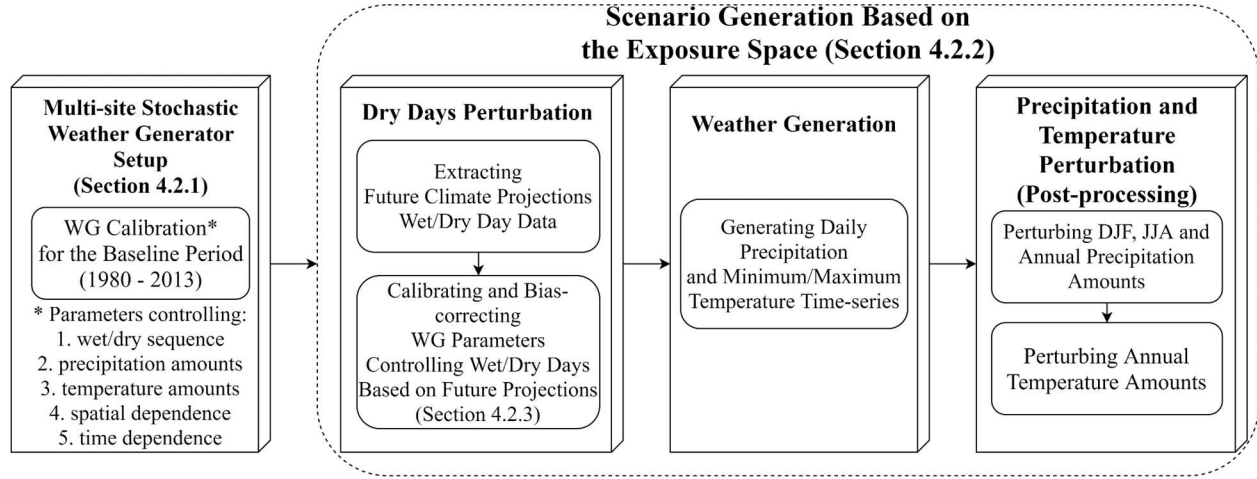 Scenario Generation Based on
the Exposure Space (Section 4.2.2)
Multi-site Stochastic
Weather Generator
Setup
(Section 4.2.1)
WG Calibration*
for the Baseline Period
(1980 - 2013)
* Parameters controlling:
1. wet/dry sequence
2. precipitation amounts
3. temperature amounts
4. spatial dependence
5. time dependence
Dry Days Perturbation
Extracting
Future Climate Projections
Wet/Dry Day Data
Calibrating and Bias-
correcting
WG Parameters
Controlling Wet/Dry Days
Based on Future Projections
(Section 4.2.3)
Weather Generation
Generating Daily
Precipitation
and Minimum/Maximum
Temperature Time-series
Precipitation and
Temperature
Perturbation
(Post-processing)
Perturbing DJF, JJA and
Annual Precipitation
Amounts
Perturbing Annual
Temperature Amounts